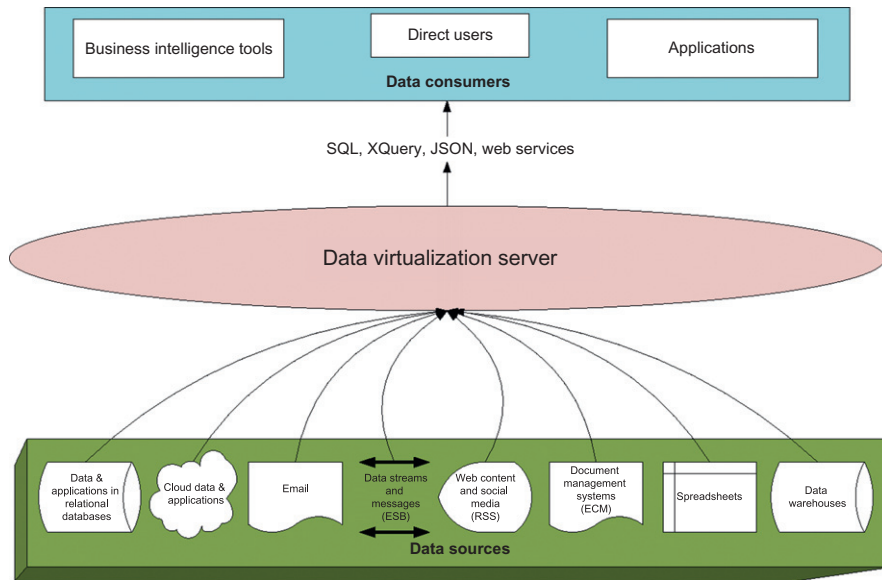 Business intelligence tools
Direct users
Applications
Data consumers
SQL, XQuery, JSON, web services
Data virtualization server
Data &
applications in
relational
databases
Cloud data &
applications
Email
Data streams
and
messages
(ESB)
Web content
and social
media
(RSS)
Document
management
systems
(ECM)
Spreadsheets
Data
warehouses
Data sources